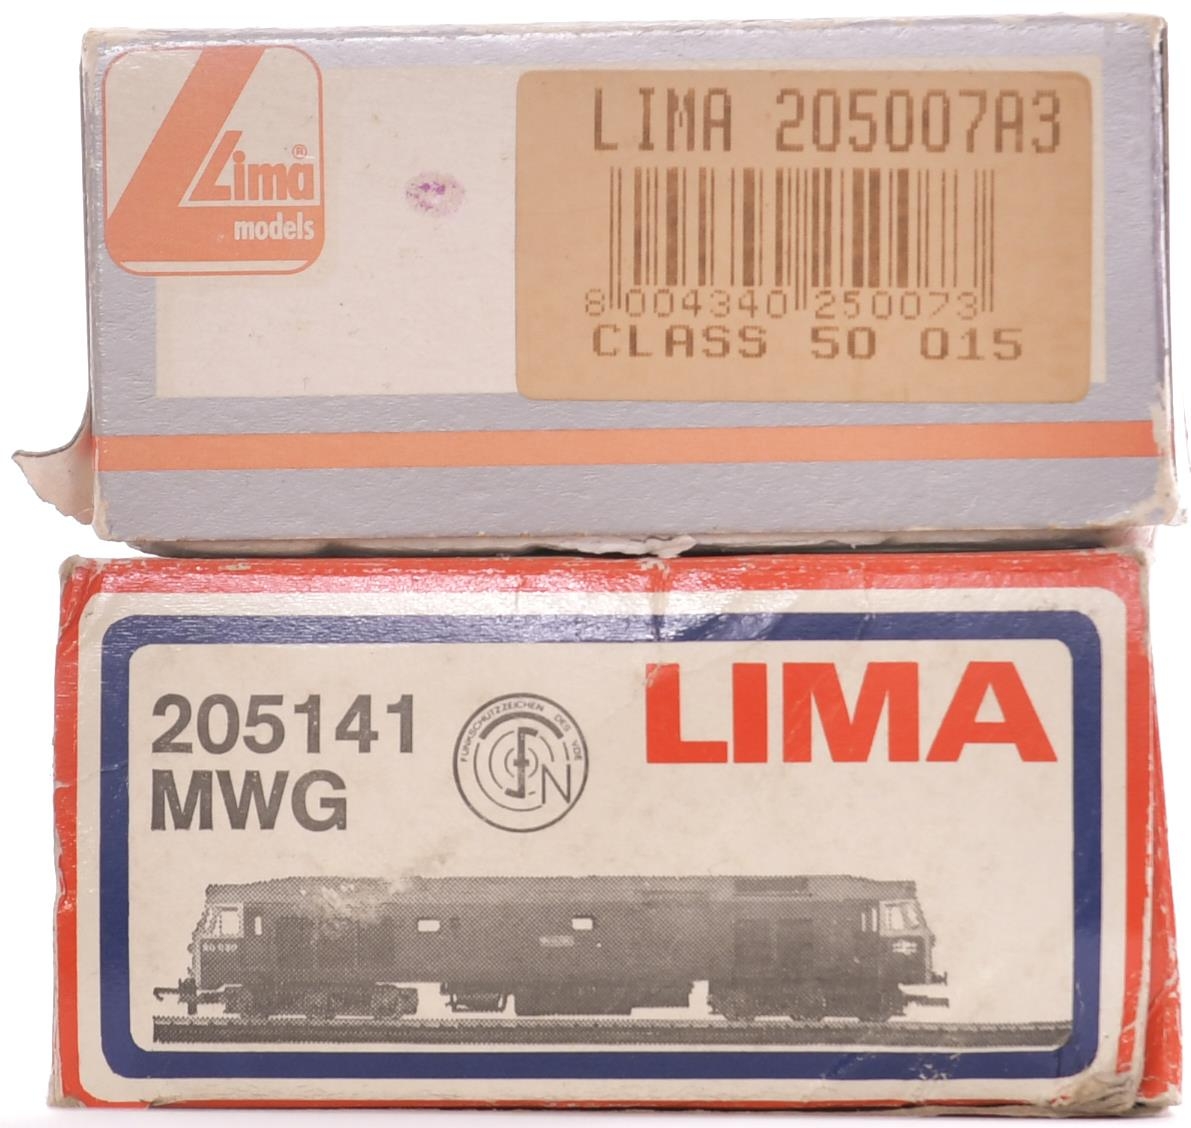 Lima®
models
LIMA 205007A3
8 004340 250073
CLASS 50 015
205141
MWG
FUNKSCHUTZZEICHEN DES VDE
LIMA